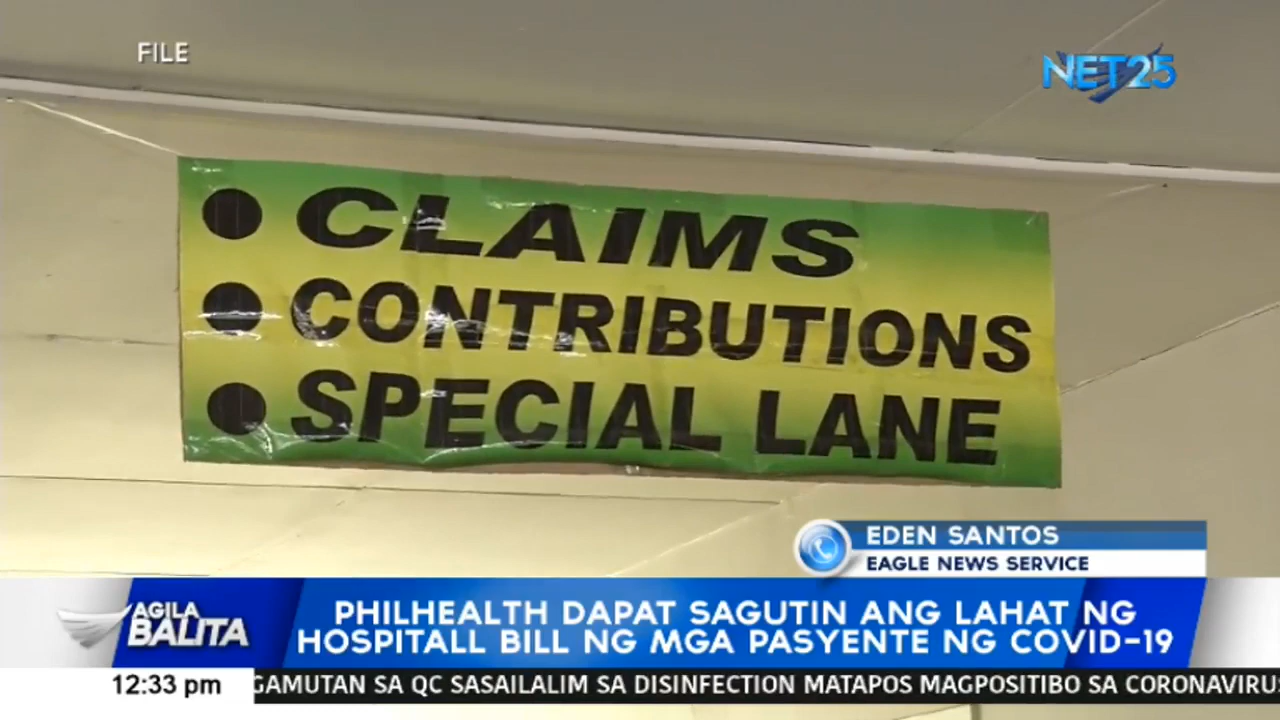 FILE
NET25
● CLAIMS
● CONTRIBUTIONS
● SPECIAL LANE
EDEN SANTOS
EAGLE NEWS SERVICE
AGILA
BALITA
PHILHEALTH DAPAT SAGUTIN ANG LAHAT NG
HOSPITALL BILL NG MGA PASYENTE NG COVID-19
12:33 pm
GAMUTAN SA QC SASAILALIM SA DISINFECTION MATAPOS MAGPOSITIBO SA CORONAVIRUS